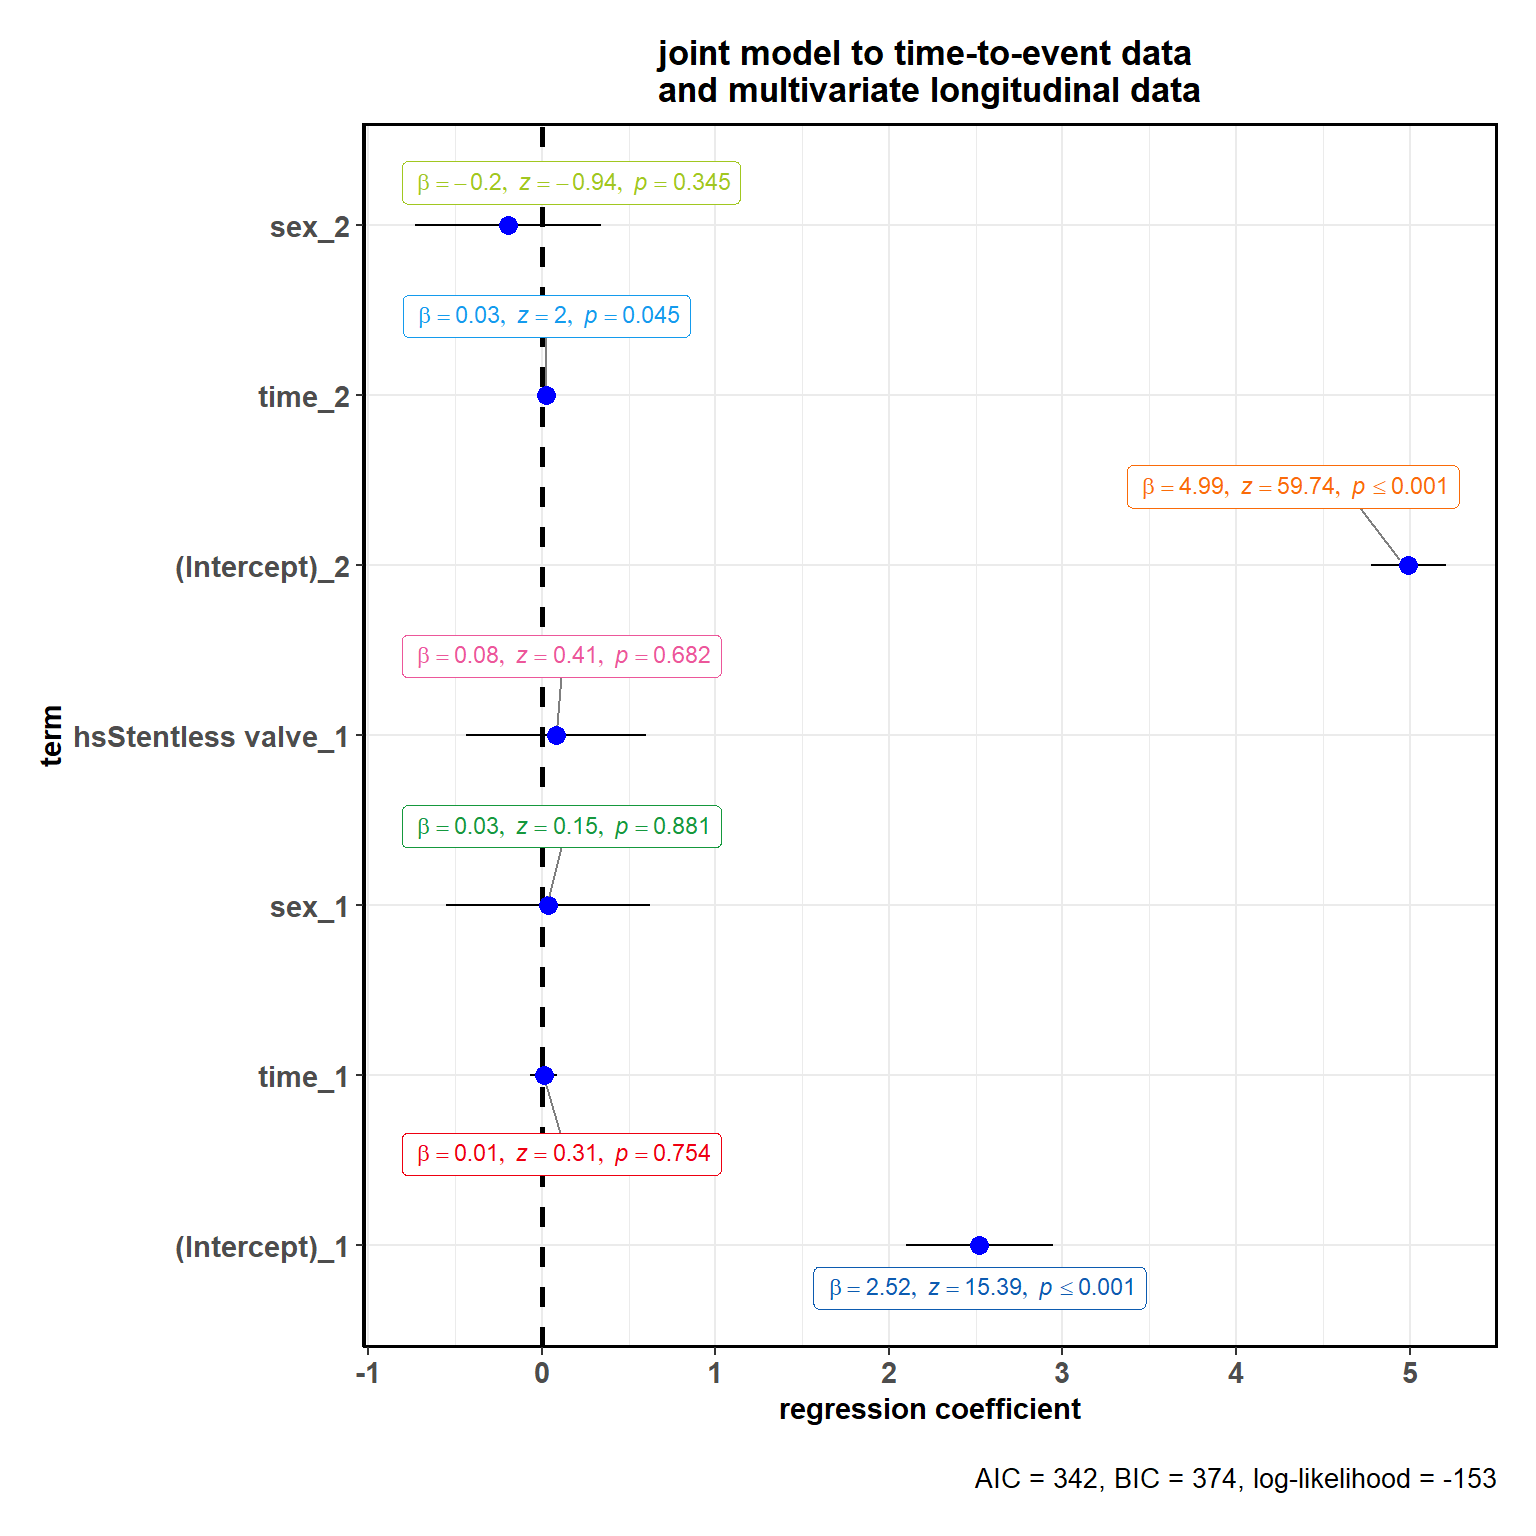 joint model to time-to-event data
and multivariate longitudinal data
β = −0.2, z = −0.94, p = 0.345
sex_2
β = 0.03, z = 2, p = 0.045
time_2
β = 4.99, z = 59.74, p ≤ 0.001
(Intercept)_2
β = 0.08, z = 0.41, p = 0.682
term
hsStentless valve_1
β = 0.03, z = 0.15, p = 0.881
sex_1
time_1
β = 0.01, z = 0.31, p = 0.754
(Intercept)_1
β = 2.52, z = 15.39, p ≤ 0.001
-1 0 1 2 3 4 5
regression coefficient
AIC = 342, BIC = 374, log-likelihood = -153